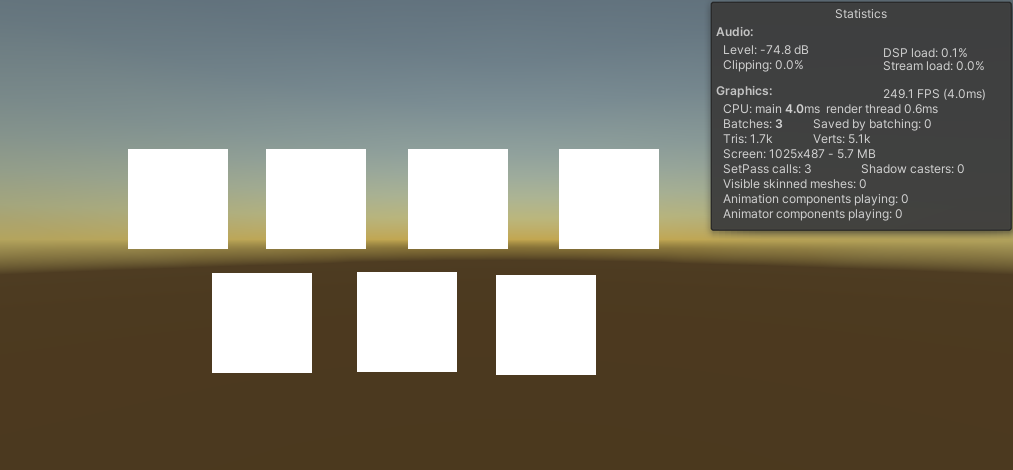 Statistics
Audio:
Level: -74.8 dB DSP load: 0.1%
Clipping: 0.0% Stream load: 0.0%
Graphics: 249.1 FPS (4.0ms)
CPU: main 4.0ms render thread 0.6ms
Batches: 3 Saved by batching: 0
Tris: 1.7k Verts: 5.1k
Screen: 1025x487 - 5.7 MB
SetPass calls: 3 Shadow casters: 0
Visible skinned meshes: 0
Animation components playing: 0
Animator components playing: 0